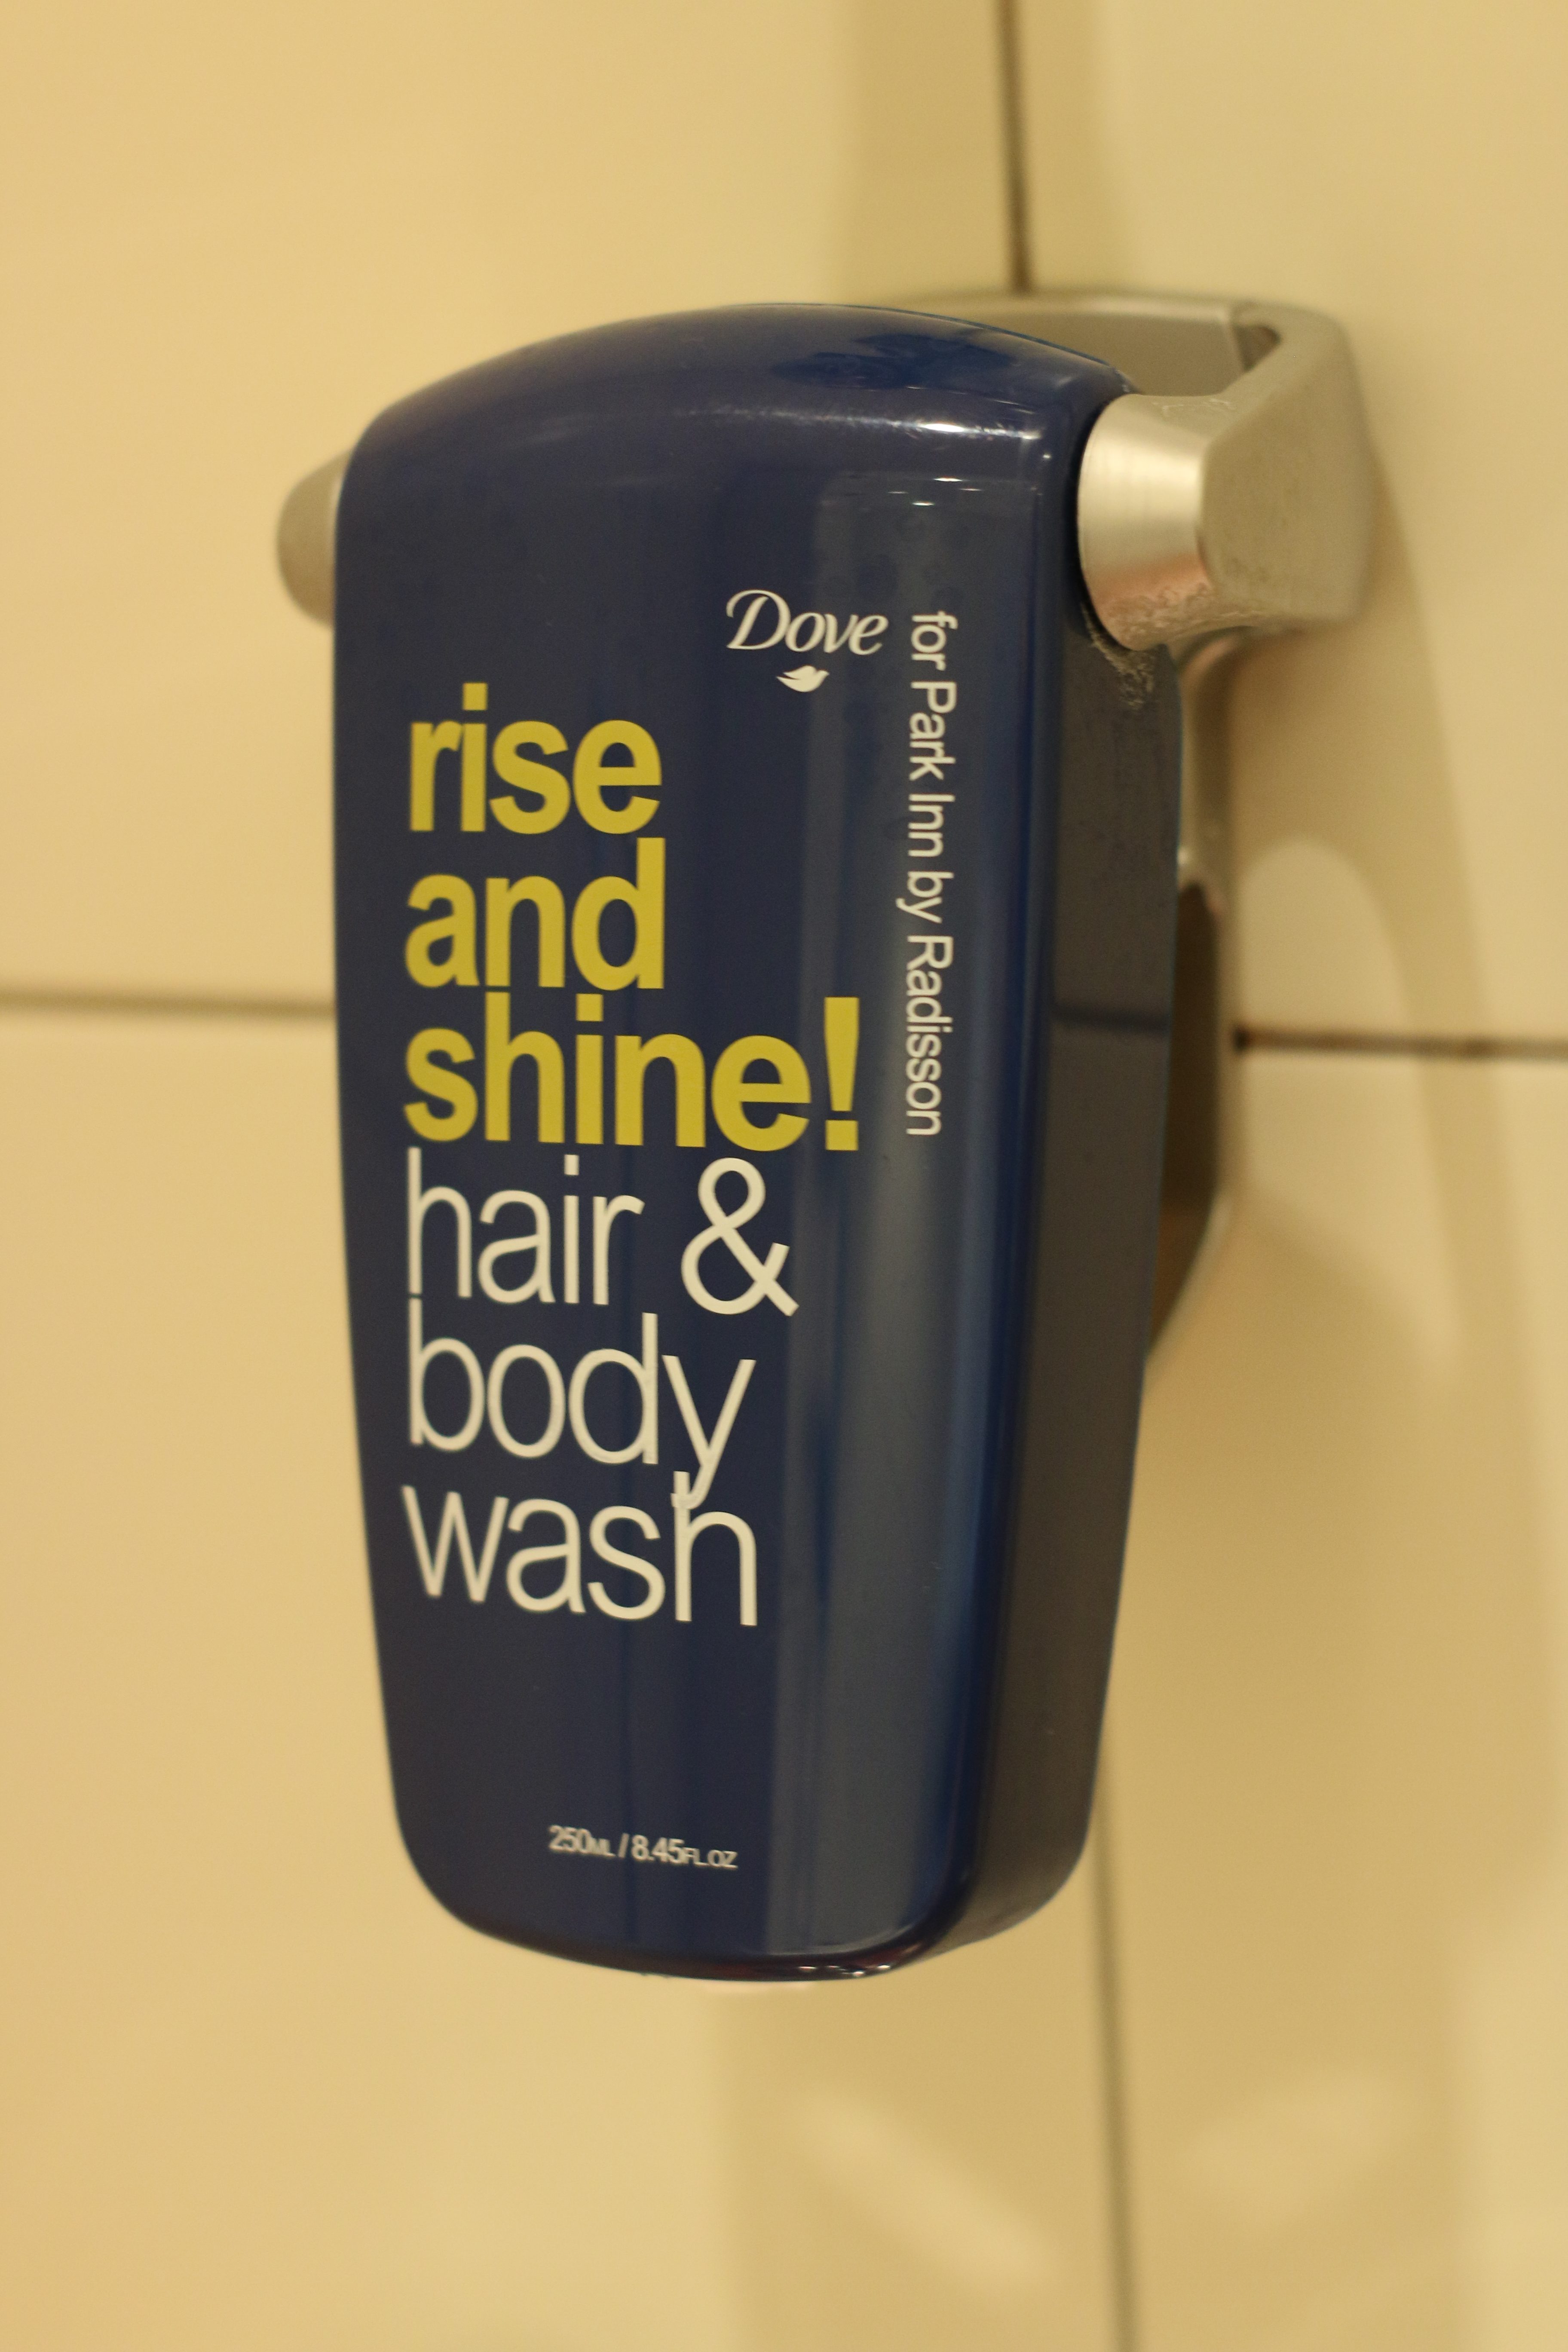 Dove
for Park Inn by Radisson
rise
and
shine!
hair &
body
wash
250ML / 8.45FL.OZ